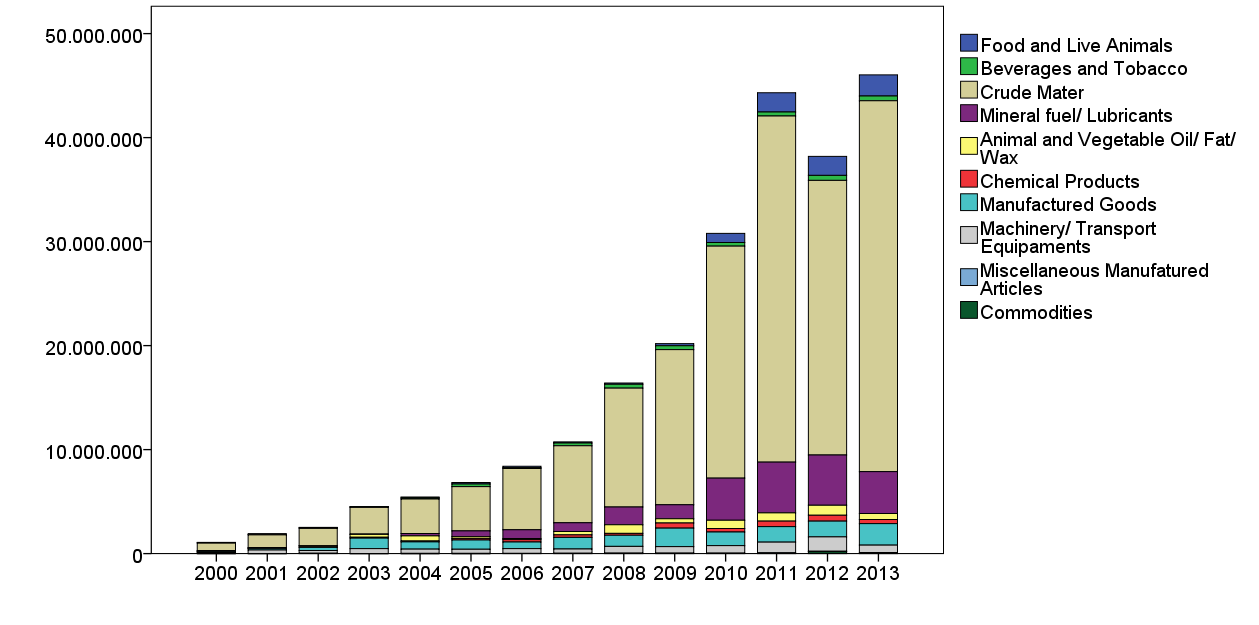 50.000.000
40.000.000
30.000.000
20.000.000
10.000.000
0
2000 2001 2002 2003 2004 2005 2006 2007 2008 2009 2010 2011 2012 2013
Food and Live Animals
Beverages and Tobacco
Crude Mater
Mineral fuel/ Lubricants
Animal and Vegetable Oil/ Fat/
Wax
Chemical Products
Manufactured Goods
Machinery/ Transport
Equipaments
Miscellaneous Manufatured
Articles
Commodities